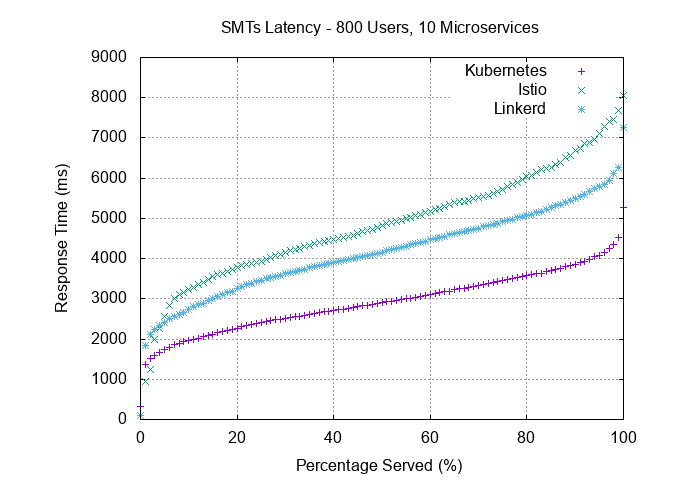 SMTs Latency - 800 Users, 10 Microservices
9000
8000
7000
6000
5000
4000
3000
2000
1000
0
Response Time (ms)
Kubernetes
Istio
Linkerd
0 20 40 60 80 100
Percentage Served (%)